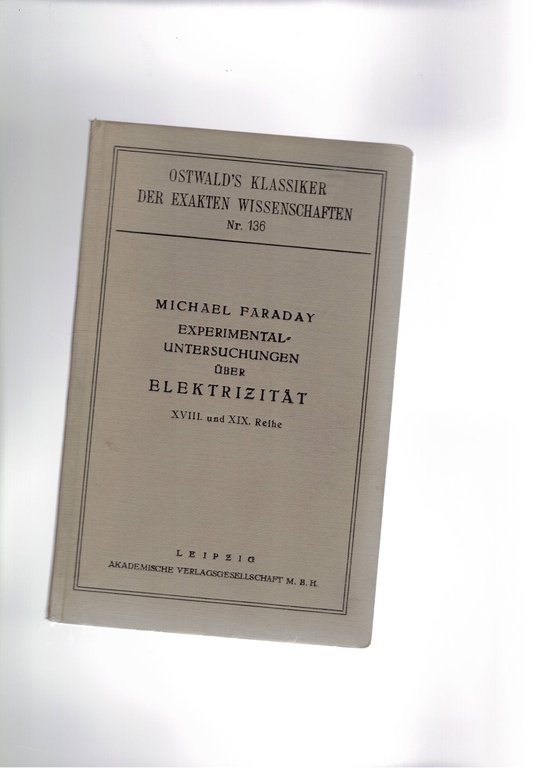 OSTWALD'S KLASSIKER
DER EXAKTEN WISSENSCHAFTEN
Nr. 136
MICHAEL FARADAY
EXPERIMENTAL-
UNTERSUCHUNGEN
ÜBER
ELEKTRIZITÄT
XVIII. und XIX. Reihe
LEIPZIG
AKADEMISCHE VERLAGSGESELLSCHAFT M. B. H.